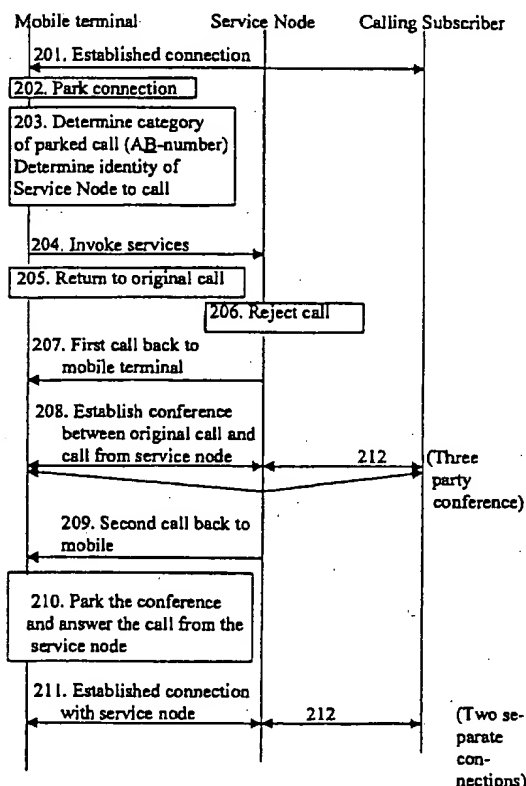 Mobile terminal Service Node Calling Subscriber
201. Established connection
202. Park connection
203. Determine category
of parked call (AB-number)
Determine identity of
Service Node to call
204. Invoke services
205. Return to original call
206. Reject call
207. First call back to
mobile terminal
208. Establish conference
between original call and
call from service node
212
(Three
party
conference)
209. Second call back to
mobile
210. Park the conference
and answer the call from the
service node
211. Established connection
with service node
212
(Two se-
parate
con-
nections)